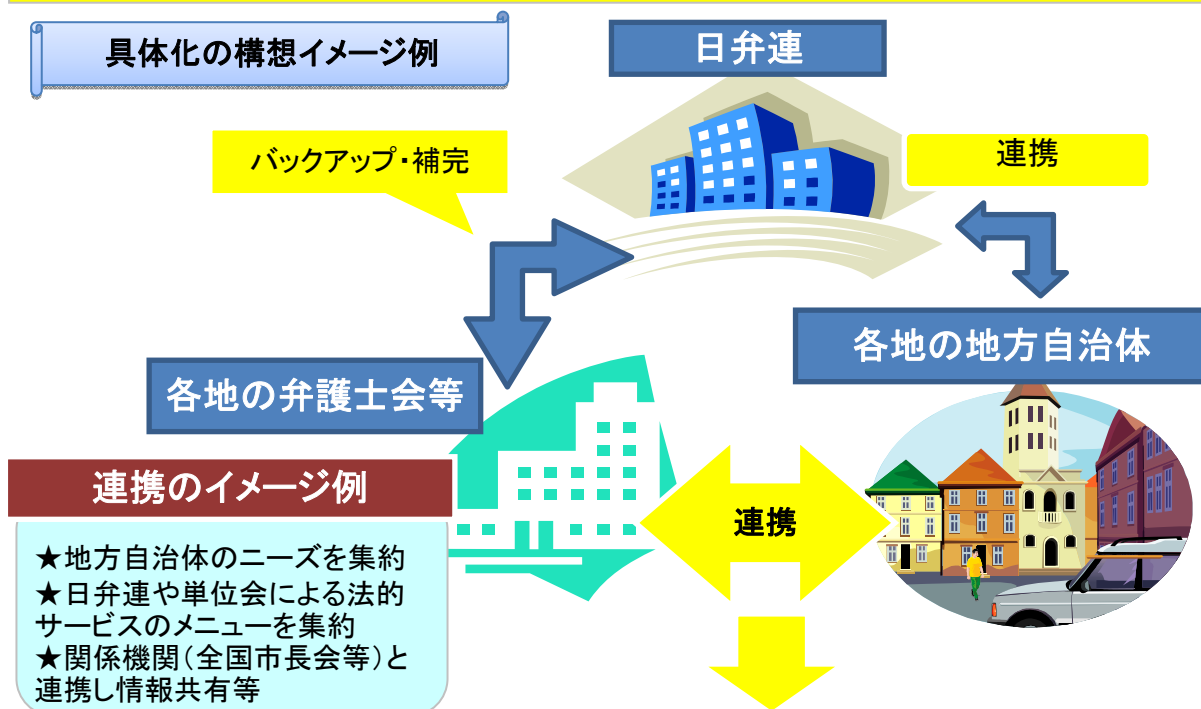 具体化の構想イメージ例
日弁連
バックアップ・補完
連携
各地の地方自治体
各地の弁護士会等
連携のイメージ例
連携
★地方自治体のニーズを集約
★日弁連や単位会による法的
サービスのメニューを集約
★関係機関(全国市長会等)と
連携し情報共有等